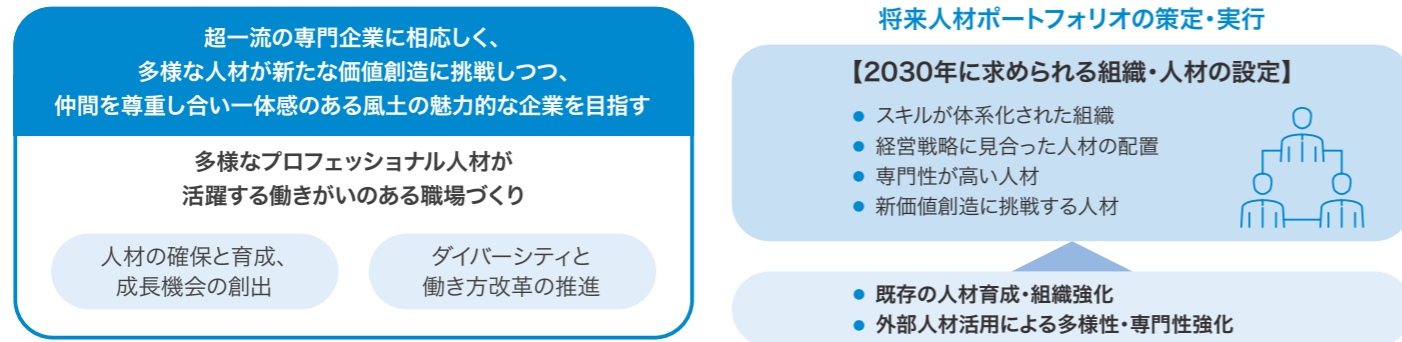 超一流の専門企業に相応しく、
多様な人材が新たな価値創造に挑戦しつつ、
仲間を尊重し合い一体感のある風土の魅力的な企業を目指す
多様なプロフェッショナル人材が
活躍する働きがいのある職場づくり
人材の確保と育成、
成長機会の創出
ダイバーシティと
働き方改革の推進
将来人材ポートフォリオの策定・実行
【2030年に求められる組織・人材の設定】
● スキルが体系化された組織
● 経営戦略に見合った人材の配置
● 専門性が高い人材
● 新価値創造に挑戦する人材
● 既存の人材育成・組織強化
● 外部人材活用による多様性・専門性強化